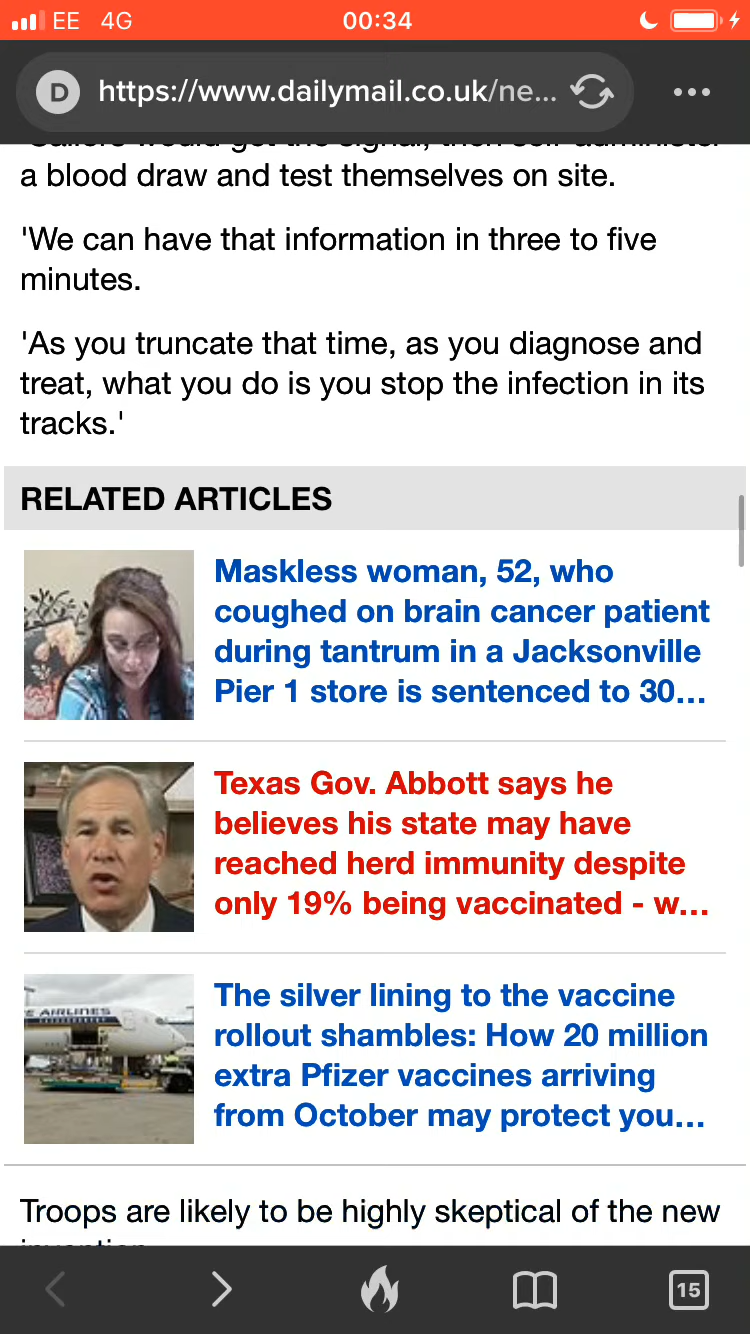 EE 4G 00:34
D https://www.dailymail.co.uk/ne...
a blood draw and test themselves on site.
'We can have that information in three to five
minutes.
'As you truncate that time, as you diagnose and
treat, what you do is you stop the infection in its
tracks.'
RELATED ARTICLES
Maskless woman, 52, who
coughed on brain cancer patient
during tantrum in a Jacksonville
Pier 1 store is sentenced to 30...
Texas Gov. Abbott says he
believes his state may have
reached herd immunity despite
only 19% being vaccinated - w...
AIRLINES
The silver lining to the vaccine
rollout shambles: How 20 million
extra Pfizer vaccines arriving
from October may protect you...
Troops are likely to be highly skeptical of the new
15